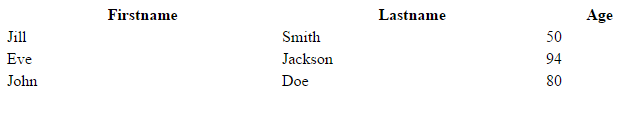 Firstname Lastname Age
Jill Smith 50
Eve Jackson 94
John Doe 80